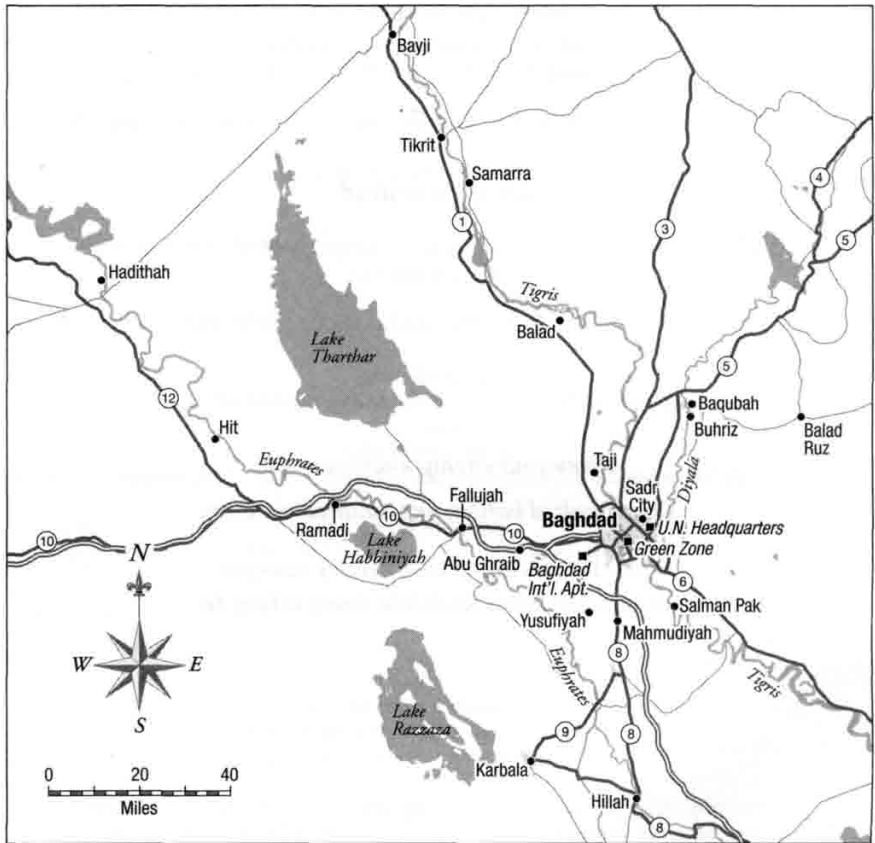 Bayji
Tikrit
Samarra
4
1
3
5
Hadithah
Tigris
Lake
Tharthar
Balad
5
12
Baqubah
Buhriz
Balad
Ruz
Hit
Euphrates
Taji
Diyala
Sadr
City
Fallujah
Baghdad
U.N. Headquarters
10
Ramadi
10
10
Green Zone
Lake
Habbiniyah
Abu Ghraib
Baghdad
Int'l. Apt.
6
N
Yusufiyah
Salman Pak
Mahmudiyah
W
E
8
Euphrates
Tigris
S
Lake
Razzaza
9
8
0 20 40
Miles
Karbala
Hillah
8